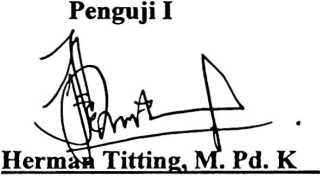 Penguji I
Herman Titting, M. Pd. K